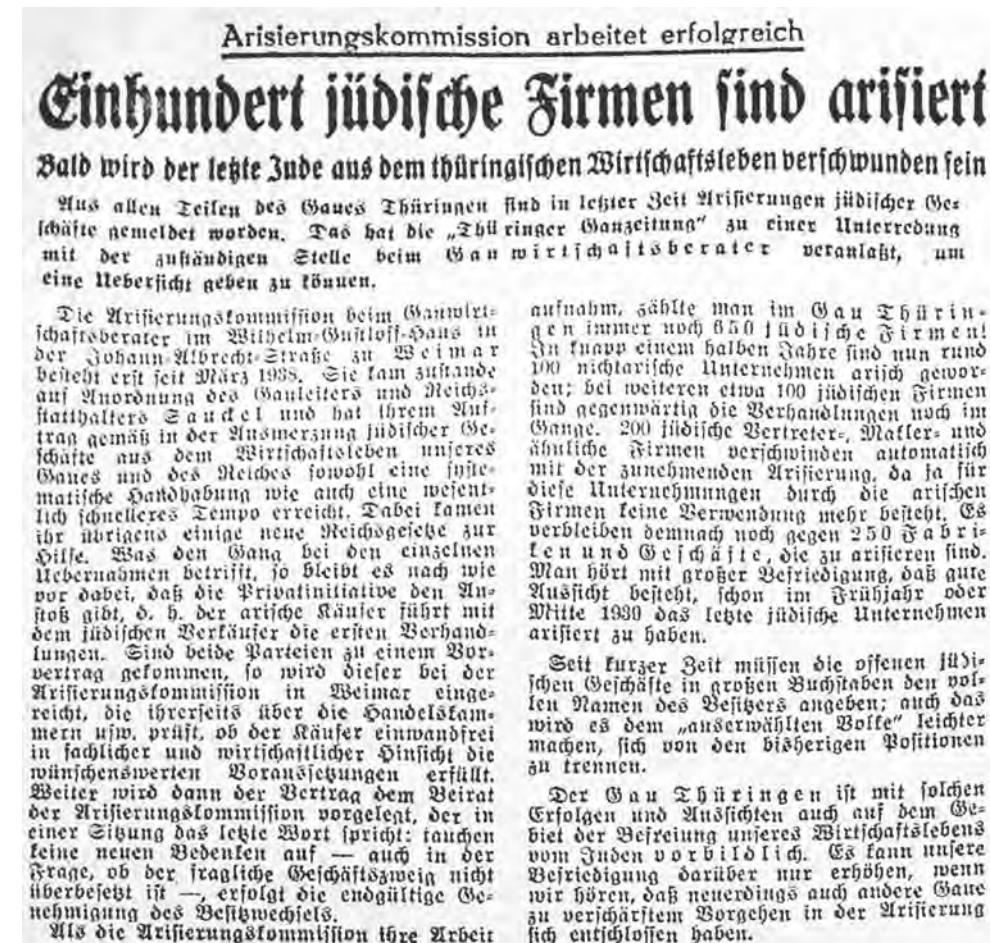 Arisierungskommission arbeitet erfolgreich
Einhundert jüdische Firmen sind arisiert
Bald wird der letzte Jude aus dem thüringischen Wirtschaftsleben verschwunden sein
Aus allen Teilen des Gaues Thüringen sind in letzter Zeit Arisierungen jüdischer Ge-
schäfte gemeldet worden. Das hat die „Thüringer Gauzeitung" zu einer Unterredung
mit der zuständigen Stelle beim Gauwirtschaftsberater veranlaßt, um
eine Uebersicht geben zu können.
Die Arisierungskommission beim Gauwirt-
schaftsberater im Wilhelm-Gustloff-Haus in
der Johann-Albrecht-Straße zu Weimar
besteht erst seit März 1938. Sie kam zustande
auf Anordnung des Gauleiters und Reichs-
statthalters Sauckel und hat ihrem Auf-
trag gemäß in der Ausmerzung jüdischer Ge-
schäfte aus dem Wirtschaftsleben unseres
Gaues und des Reiches sowohl eine syste-
matische Handhabung wie auch eine wesent-
lich schnelleres Tempo erreicht. Dabei kamen
ihr übrigens einige neue Reichsgesetze zur
Hilfe. Was den Gang bei den einzelnen
Uebernahmen betrifft, so bleibt es nach wie
vor dabei, daß die Privatinitiative den An-
stoß gibt, d. h. der arische Käufer führt mit
dem jüdischen Verkäufer die ersten Verhand-
lungen. Sind beide Parteien zu einem Vor-
vertrag gekommen, so wird dieser bei der
Arisierungskommission in Weimar einge-
reicht, die ihrerseits über die Handelskam-
mern usw. prüft, ob der Käufer einwandfrei
in fachlicher und wirtschaftlicher Hinsicht die
wünschenswerten Voraussetzungen erfüllt.
Weiter wird dann der Vertrag dem Beirat
der Arisierungskommission vorgelegt, der in
einer Sitzung das letzte Wort spricht: tauchen
keine neuen Bedenken auf — auch in der
Frage, ob der fragliche Geschäftszweig nicht
überbesetzt ist —, erfolgt die endgültige Ge-
nehmigung des Besitzwechsels.
Als die Arisierungskommission ihre Arbeit
aufnahm, zählte man im Gau Thürin-
gen immer noch 650 jüdische Firmen!
In knapp einem halben Jahre sind nun rund
100 nichtarische Unternehmen arisch gewor-
den; bei weiteren etwa 100 jüdischen Firmen
sind gegenwärtig die Verhandlungen noch im
Gange. 200 jüdische Vertreter-, Makler- und
ähnliche Firmen verschwinden automatisch
mit der zunehmenden Arisierung, da ja für
diese Unternehmungen durch die arischen
Firmen keine Verwendung mehr besteht. Es
verbleiben demnach noch gegen 250 Fabri-
ken und Geschäfte, die zu arisieren sind.
Man hört mit großer Befriedigung, daß gute
Aussicht besteht, schon im Frühjahr oder
Mitte 1939 das letzte jüdische Unternehmen
arisiert zu haben.
Seit kurzer Zeit müssen die offenen jüdi-
schen Geschäfte in großen Buchstaben den vol-
len Namen des Besitzers angeben; auch das
wird es dem „auserwählten Volke" leichter
machen, sich von den bisherigen Positionen
zu trennen.
Der Gau Thüringen ist mit solchen
Erfolgen und Aussichten auch auf dem Ge-
biet der Befreiung unseres Wirtschaftslebens
vom Juden vorbildlich. Es kann unsere
Befriedigung darüber nur erhöhen, wenn
wir hören, daß neuerdings auch andere Gaue
zu verschärftem Vorgehen in der Arisierung
sich entschlossen haben.